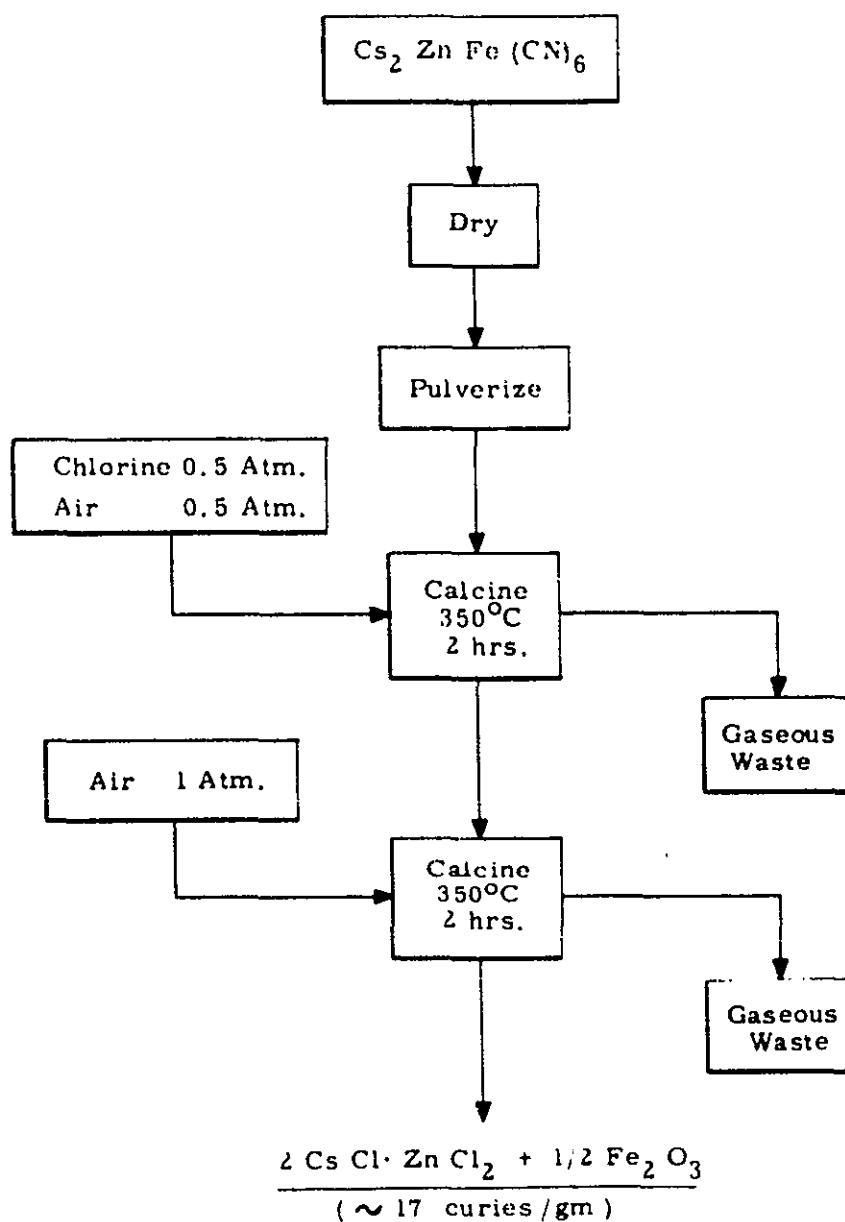 Cs₂ Zn Fe (CN)₆
Dry
Pulverize
Chlorine 0.5 Atm.
Air 0.5 Atm.
Calcine
350°C
2 hrs.
Gaseous
Waste
Air 1 Atm.
Calcine
350°C
2 hrs.
Gaseous
Waste
2 Cs Cl· Zn Cl₂ + 1/2 Fe₂ O₃
(~ 17 curies/gm)